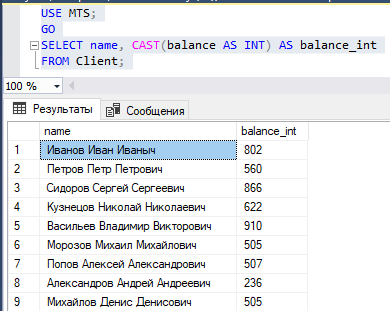 USE MTS;
GO
SELECT name, CAST(balance AS INT) AS balance_int
FROM Client;
100 %
Результаты Сообщения
name balance_int
1 Иванов Иван Иваныч 802
2 Петров Петр Петрович 560
3 Сидоров Сергей Сергеевич 866
4 Кузнецов Николай Николаевич 622
5 Васильев Владимир Викторович 910
6 Морозов Михаил Михайлович 505
7 Попов Алексей Александрович 507
8 Александров Андрей Андреевич 236
9 Михайлов Денис Денисович 505